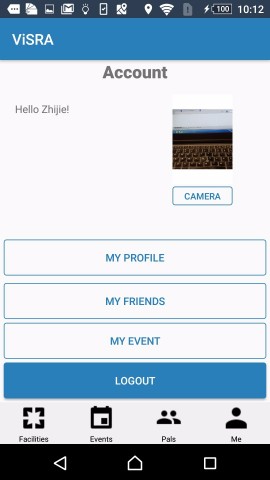 100 10:12
ViSRA
Account
Hello Zhijie!
CAMERA
MY PROFILE
MY FRIENDS
MY EVENT
LOGOUT
Facilities Events Pals Me